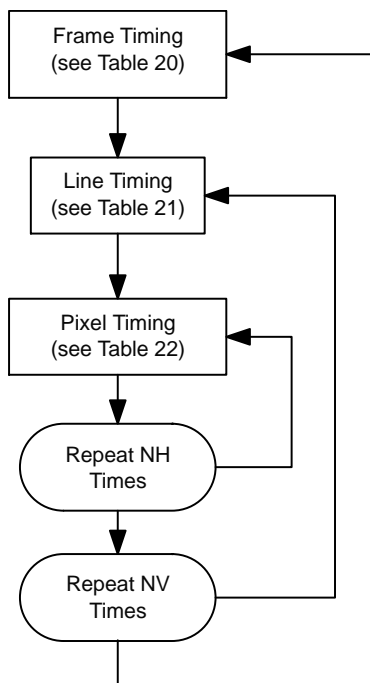 Frame Timing
(see Table 20)
Line Timing
(see Table 21)
Pixel Timing
(see Table 22)
Repeat NH
Times
Repeat NV
Times